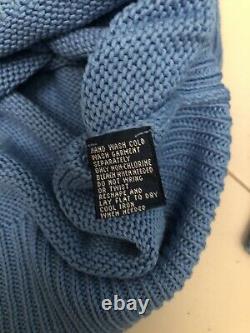 HAND WASH COLD
WASH GARMENT
SEPARATELY
ONLY NON-CHLORINE
BLEACH WHEN NEEDED
DO NOT WRING
OR TWIST
RESHAPE AND
LAY FLAT TO DRY
COOL IRON
WHEN NEEDED